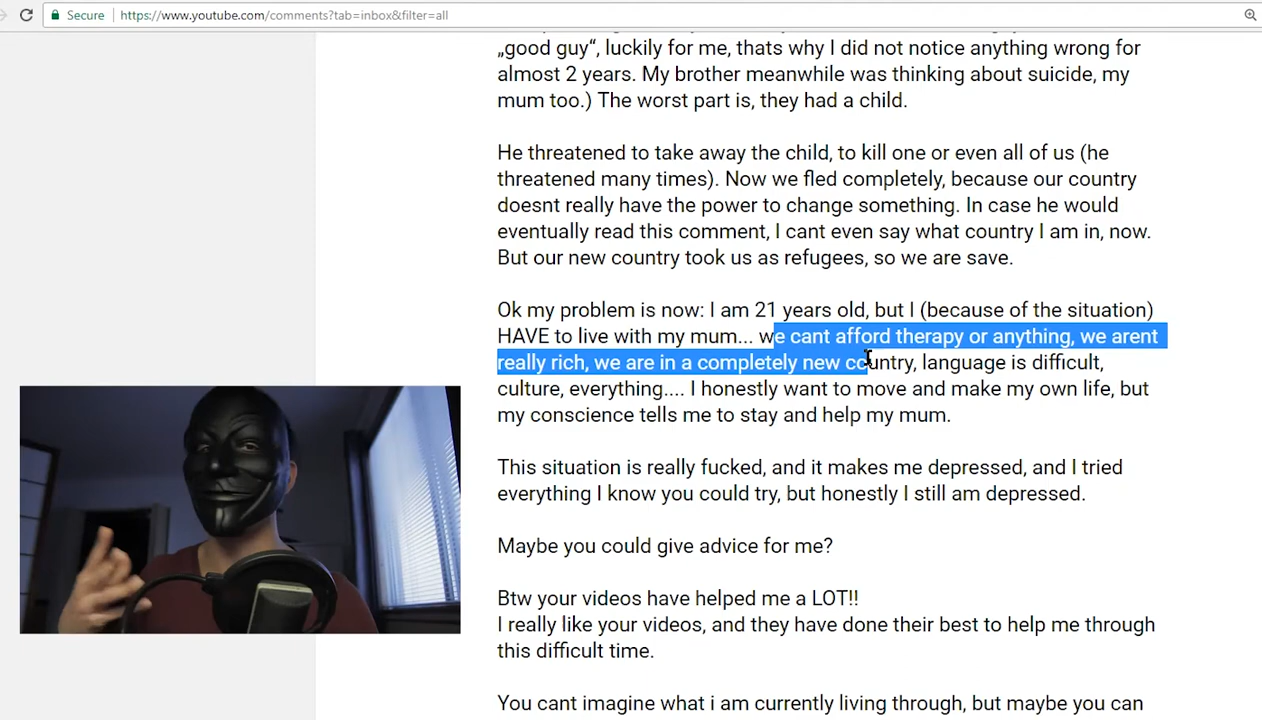 Secure https://www.youtube.com/comments?tab=inbox&filter=all
„good guy“, luckily for me, thats why I did not notice anything wrong for
almost 2 years. My brother meanwhile was thinking about suicide, my
mum too.) The worst part is, they had a child.
He threatened to take away the child, to kill one or even all of us (he
threatened many times). Now we fled completely, because our country
doesnt really have the power to change something. In case he would
eventually read this comment, I cant even say what country I am in, now.
But our new country took us as refugees, so we are save.
Ok my problem is now: I am 21 years old, but I (because of the situation)
HAVE to live with my mum... we cant afford therapy or anything, we arent
really rich, we are in a completely new country, language is difficult,
culture, everything.... I honestly want to move and make my own life, but
my conscience tells me to stay and help my mum.
This situation is really fucked, and it makes me depressed, and I tried
everything I know you could try, but honestly I still am depressed.
Maybe you could give advice for me?
Btw your videos have helped me a LOT!!
I really like your videos, and they have done their best to help me through
this difficult time.
You cant imagine what i am currently living through, but maybe you can